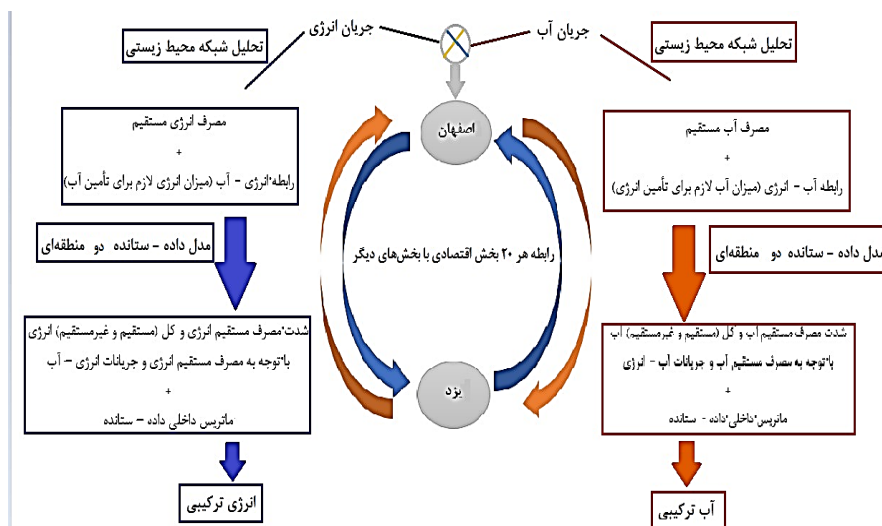 جریان انرژی
جریان آب
تحلیل شبکه محیط زیستی
تحلیل شبکه محیط زیستی
مصرف آب مستقیم
+
رابطه آب - انرژی (میزان آب لازم برای تأمین انرژی)
مدل داده - ستانده دو منطقه‌ای
شدت مصرف مستقیم آب و کل (مستقیم و غیرمستقیم) آب
با توجه به مصرف مستقیم آب و جریانات آب - انرژی
+
ماتریس داخلی داده - ستانده
آب ترکیبی
اصفهان
رابطه هر ۲۰ بخش اقتصادی با بخش‌های دیگر
یزد
مصرف انرژی مستقیم
+
رابطه انرژی - آب (میزان انرژی لازم برای تأمین آب)
مدل داده - ستانده دو منطقه‌ای
شدت مصرف مستقیم انرژی و کل (مستقیم و غیرمستقیم) انرژی
با توجه به مصرف مستقیم انرژی و جریانات انرژی - آب
+
ماتریس داخلی داده - ستانده
انرژی ترکیبی